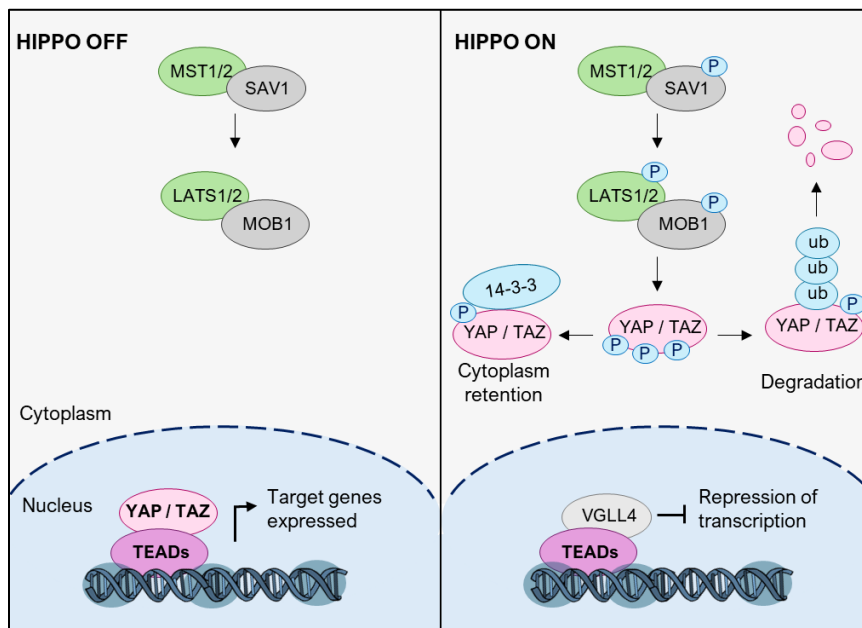 HIPPO OFF
MST1/2
SAV1
LATS1/2
MOB1
Cytoplasm
Nucleus
YAP / TAZ
TEADs
Target genes
expressed
HIPPO ON
MST1/2
P
SAV1
P
LATS1/2
P
MOB1
14-3-3
P
YAP / TAZ
Cytoplasm
retention
YAP / TAZ
P
P
P
ub
ub
ub
P
YAP / TAZ
Degradation
VGLL4
TEADs
Repression of
transcription